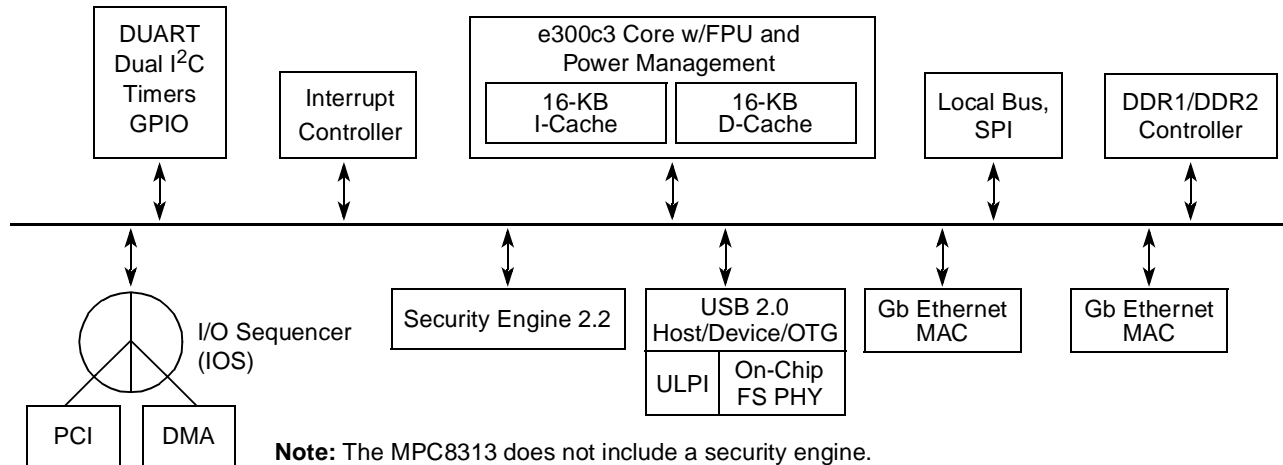 DUART
Dual I²C
Timers
GPIO
Interrupt
Controller
e300c3 Core w/FPU and
Power Management
16-KB
I-Cache
16-KB
D-Cache
Local Bus,
SPI
DDR1/DDR2
Controller
I/O Sequencer
(IOS)
PCI
DMA
Security Engine 2.2
USB 2.0
Host/Device/OTG
ULPI
On-Chip
FS PHY
Gb Ethernet
MAC
Gb Ethernet
MAC
Note: The MPC8313 does not include a security engine.